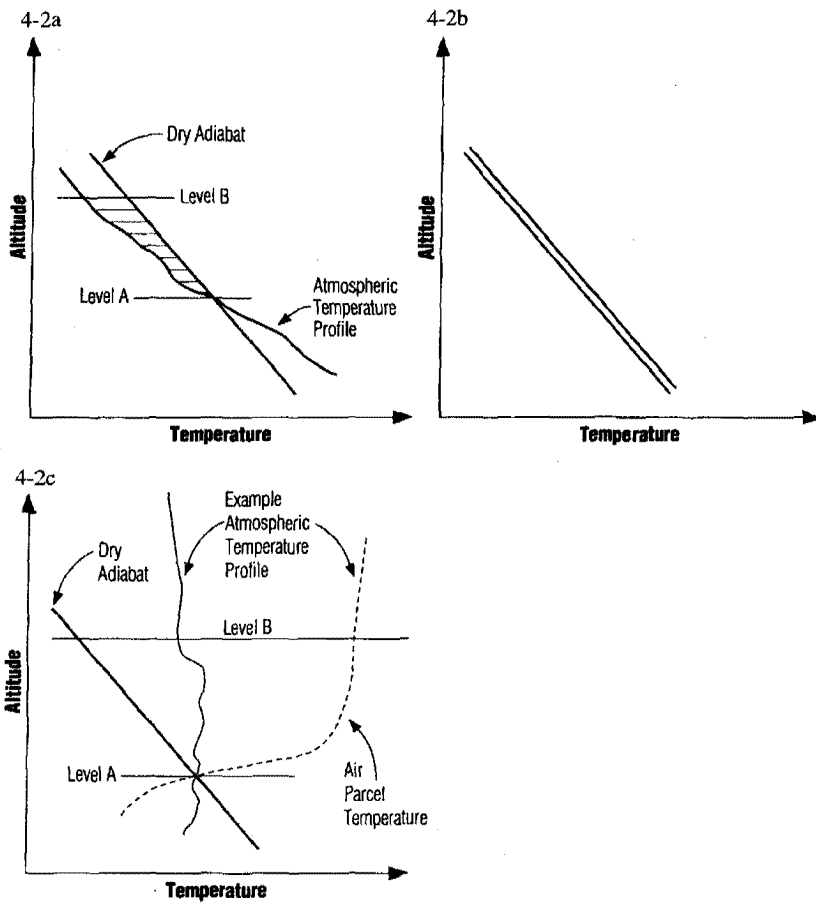 4-2a
Altitude
Dry Adiabat
Level B
Level A
Atmospheric
Temperature
Profile
Temperature
4-2b
Altitude
Temperature
4-2c
Altitude
Dry
Adiabat
Example
Atmospheric
Temperature
Profile
Level B
Level A
Air
Parcel
Temperature
Temperature